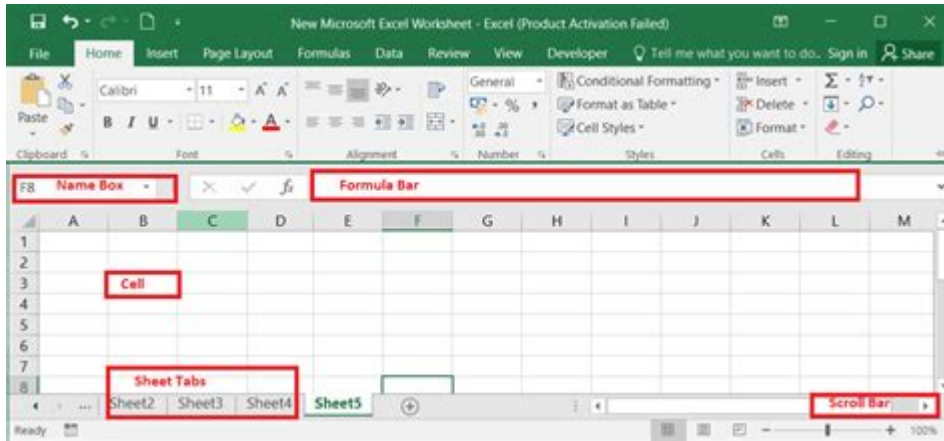 New Microsoft Excel Worksheet - Excel (Product Activation Failed)
File Home Insert Page Layout Formulas Data Review View Developer Tell me what you want to do.. Sign in Share
Calibri 11 A A General Conditional Formatting Insert Σ
Paste % , Format as Table Delete
B I U A Cell Styles Format
Clipboard Font Alignment Number Styles Cells Editing
F8 Name Box fx Formula Bar
A B C D E F G H I J K L M
1
2
3 Cell
4
5
6
7
8 Sheet Tabs
... Sheet2 Sheet3 Sheet4 Sheet5 Scroll Bar
Ready 100%